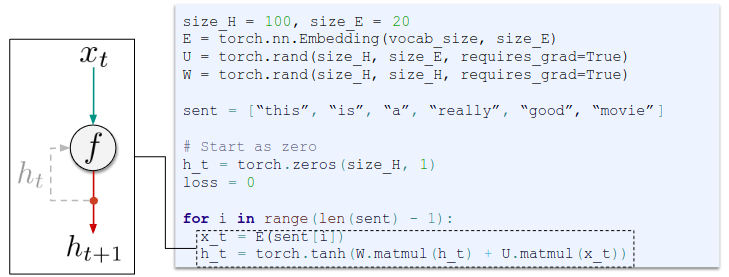 x_t
f
h_t
h_{t+1}
size_H = 100, size_E = 20
E = torch.nn.Embedding(vocab_size, size_E)
U = torch.rand(size_H, size_E, requires_grad=True)
W = torch.rand(size_H, size_H, requires_grad=True)
sent = [“this”, “is”, “a”, “really”, “good”, “movie”]
# Start as zero
h_t = torch.zeros(size_H, 1)
loss = 0
for i in range(len(sent) - 1):
x_t = E(sent[i])
h_t = torch.tanh(W.matmul(h_t) + U.matmul(x_t))